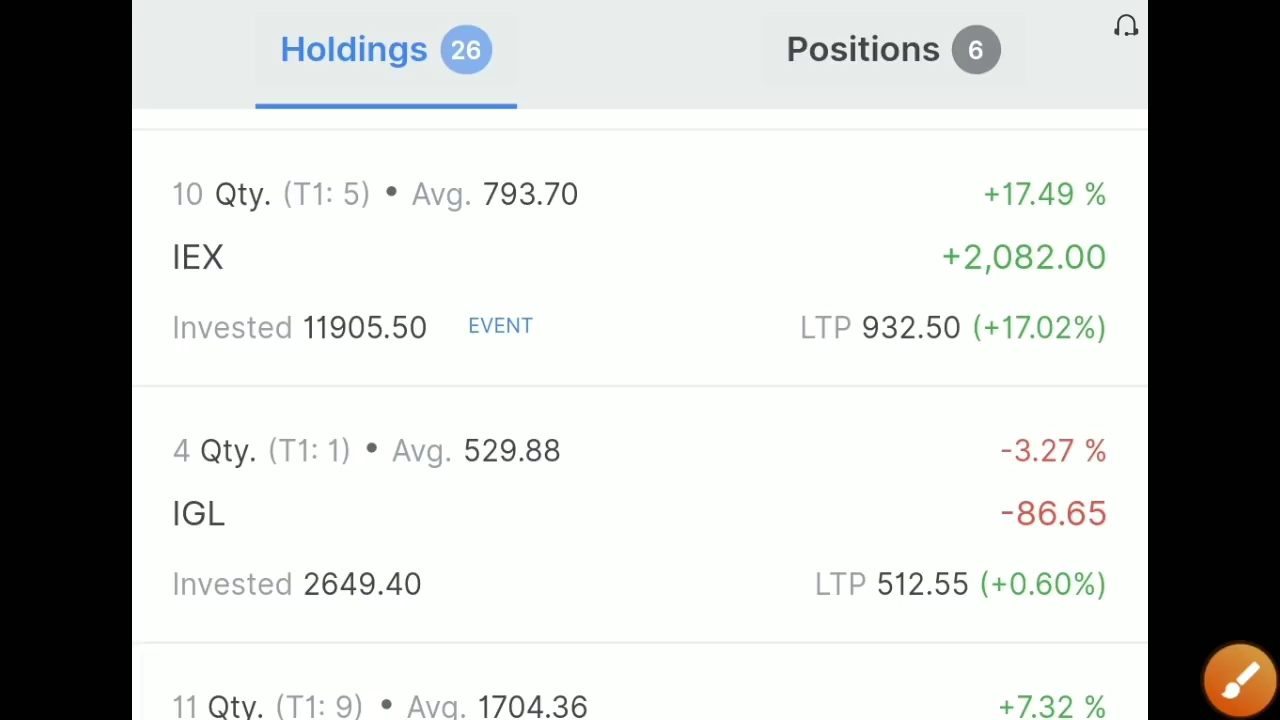 Holdings 26 Positions 6
10 Qty. (T1: 5) • Avg. 793.70 +17.49 %
IEX +2,082.00
Invested 11905.50 EVENT LTP 932.50 (+17.02%)
4 Qty. (T1: 1) • Avg. 529.88 -3.27 %
IGL -86.65
Invested 2649.40 LTP 512.55 (+0.60%)
11 Qty. (T1: 9) • Avg. 1704.36 +7.32 %